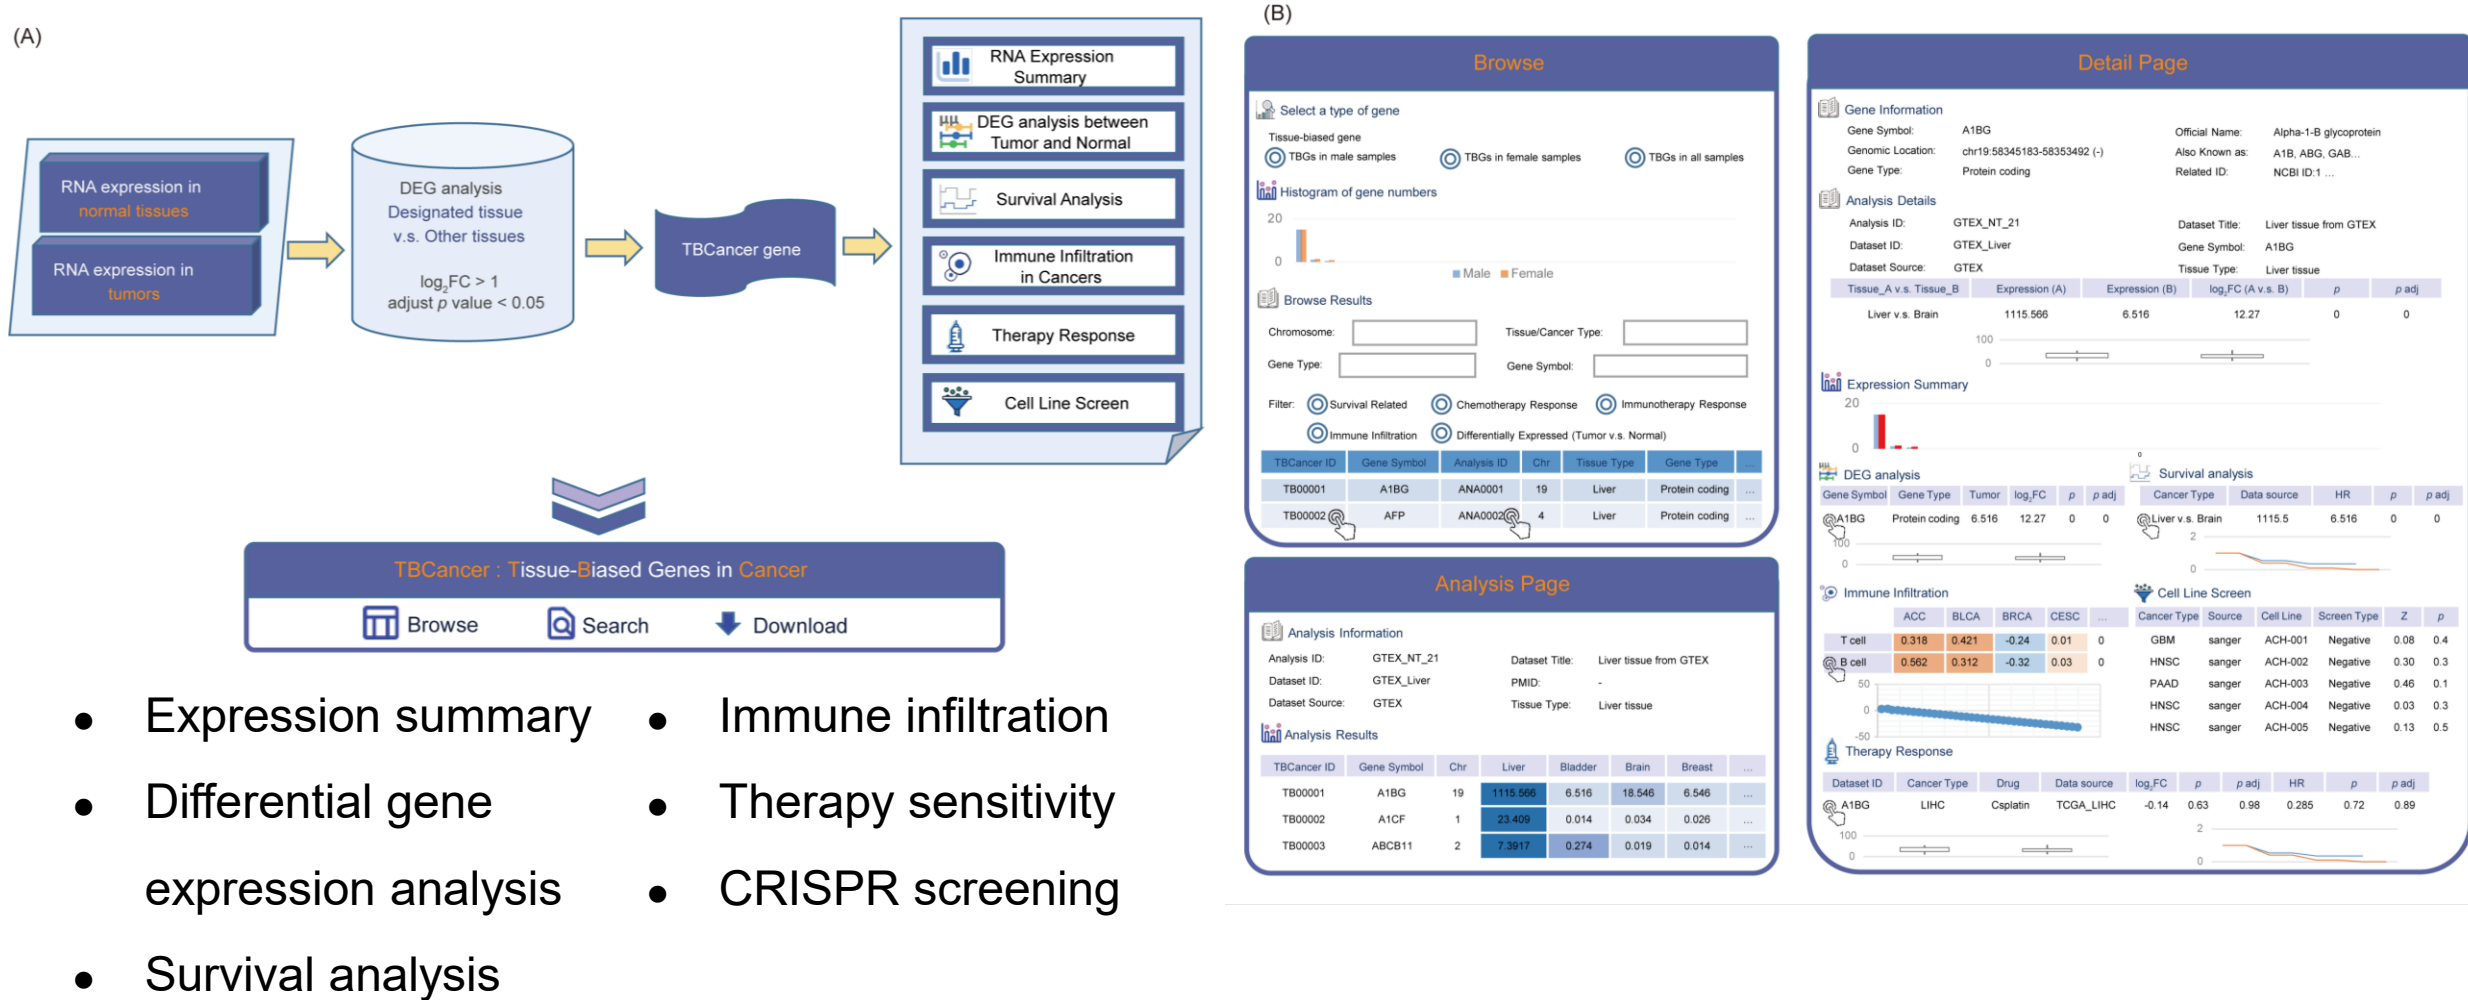 (A)
RNA expression in
normal tissues
RNA expression in
tumors
DEG analysis
Designated tissue
v.s. Other tissues
log₂FC > 1
adjust p value < 0.05
TBCancer gene
RNA Expression
Summary
DEG analysis between
Tumor and Normal
Survival Analysis
Immune Infiltration
in Cancers
Therapy Response
Cell Line Screen
TBCancer : Tissue-Biased Genes in Cancer
Browse Search Download
• Expression summary
• Differential gene
expression analysis
• Survival analysis
• Immune infiltration
• Therapy sensitivity
• CRISPR screening
(B)
Browse
Select a type of gene
Tissue-biased gene
TBGs in male samples TBGs in female samples TBGs in all samples
Histogram of gene numbers
20
0
Male Female
Browse Results
Chromosome: Tissue/Cancer Type:
Gene Type: Gene Symbol:
Filter: Survival Related Chemotherapy Response Immunotherapy Response
Immune Infiltration Differentially Expressed (Tumor v.s. Normal)
TBCancer ID Gene Symbol Analysis ID Chr Tissue Type Gene Type ...
TB00001 A1BG ANA0001 19 Liver Protein coding ...
TB00002 AFP ANA0002 4 Liver Protein coding ...
Analysis Page
Analysis Information
Analysis ID: GTEX_NT_21 Dataset Title: Liver tissue from GTEX
Dataset ID: GTEX_Liver PMID: -
Dataset Source: GTEX Tissue Type: Liver tissue
Analysis Results
TBCancer ID Gene Symbol Chr Liver Bladder Brain Breast ...
TB00001 A1BG 19 1115.566 6.516 18.546 6.546 ...
TB00002 A1CF 1 23.409 0.014 0.034 0.026 ...
TB00003 ABCB11 2 7.3917 0.274 0.019 0.014 ...
Detail Page
Gene Information
Gene Symbol: A1BG Official Name: Alpha-1-B glycoprotein
Genomic Location: chr19:58345183-58353492 (-) Also Known as: A1B, ABG, GAB...
Gene Type: Protein coding Related ID: NCBI ID:1 ...
Analysis Details
Analysis ID: GTEX_NT_21 Dataset Title: Liver tissue from GTEX
Dataset ID: GTEX_Liver Gene Symbol: A1BG
Dataset Source: GTEX Tissue Type: Liver tissue
Tissue_A v.s. Tissue_B Expression (A) Expression (B) log₂FC (A v.s. B) p p adj
Liver v.s. Brain 1115.566 6.516 12.27 0 0
100
0
Expression Summary
20
0
0
DEG analysis
Gene Symbol Gene Type Tumor log₂FC p p adj
A1BG Protein coding 6.516 12.27 0 0
100
0
Survival analysis
Cancer Type Data source HR p p adj
Liver v.s. Brain 1115.5 6.516 0 0
2
0
Immune Infiltration
ACC BLCA BRCA CESC ...
T cell 0.318 0.421 -0.24 0.01 0
B cell 0.562 0.312 -0.32 0.03 0
50
0
-50
Cell Line Screen
Cancer Type Source Cell Line Screen Type Z p
GBM sanger ACH-001 Negative 0.08 0.4
HNSC sanger ACH-002 Negative 0.30 0.3
PAAD sanger ACH-003 Negative 0.46 0.1
HNSC sanger ACH-004 Negative 0.03 0.3
HNSC sanger ACH-005 Negative 0.13 0.5
Therapy Response
Dataset ID Cancer Type Drug Data source log₂FC p p adj HR p p adj
A1BG LIHC Csplatin TCGA_LIHC -0.14 0.63 0.98 0.285 0.72 0.89
100
0
2
0